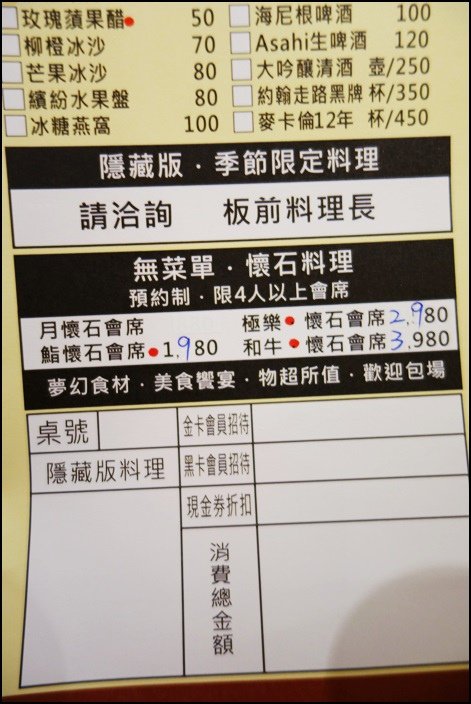 玫瑰蘋果醋 50
柳橙冰沙 70
芒果冰沙 80
繽紛水果盤 80
冰糖燕窩 100
海尼根啤酒 100
Asahi生啤酒 120
大吟釀清酒 壺/250
約翰走路黑牌 杯/350
麥卡倫12年 杯/450
隱藏版・季節限定料理
請洽詢 板前料理長
無菜單・懷石料理
預約制・限4人以上會席
月懷石會席 極樂●懷石會席 2,980
鮨懷石會席●1,980 和牛●懷石會席 3,980
夢幻食材・美食饗宴・物超所值・歡迎包場
桌號
金卡會員招待
隱藏版料理
黑卡會員招待
現金券折扣
消費總金額